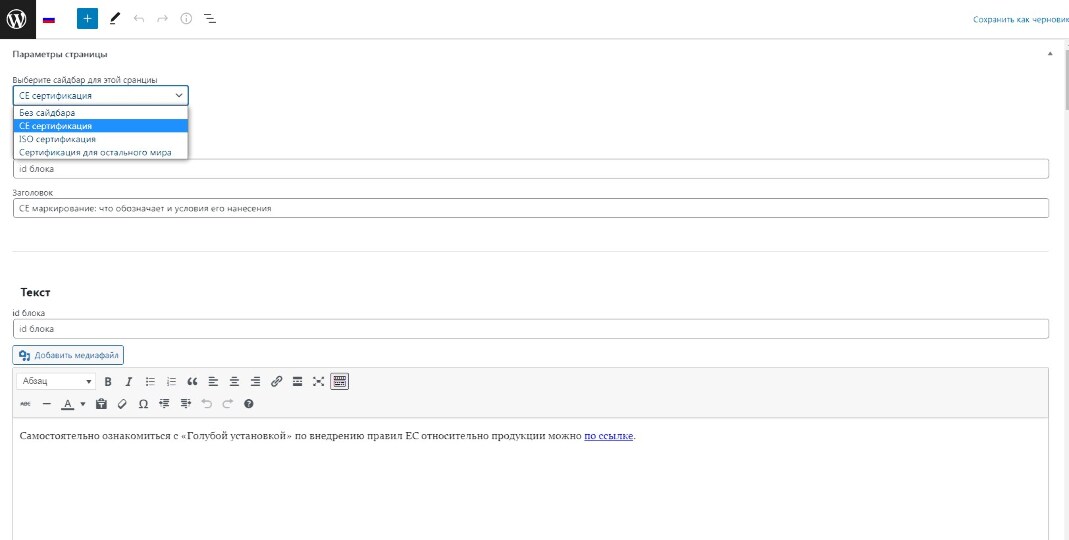 Сохранить как черновик
Параметры страницы
Выберите сайдбар для этой сранциы
CE сертификация
Без сайдбара
CE сертификация
ISO сертификация
Сертификация для остального мира
id блока
Заголовок
CE маркирование: что обозначает и условия его нанесения
Текст
id блока
id блока
Добавить медиафайл
Абзац
B I
ABC A Ω
Самостоятельно ознакомиться с «Голубой установкой» по внедрению правил ЕС относительно продукции можно по ссылке.